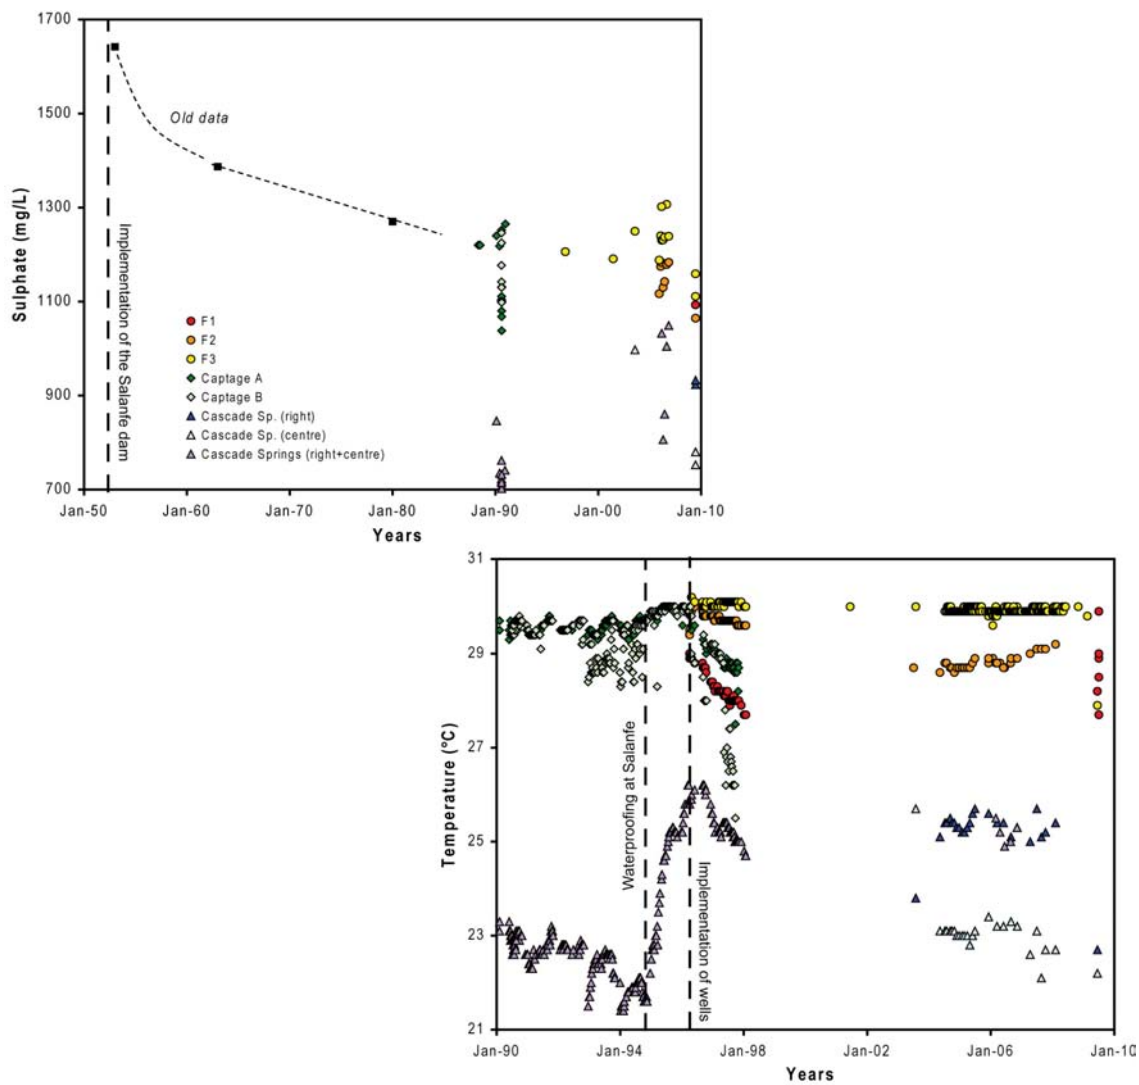 1700
1500
1300
1100
900
700
Sulphate (mg/L)
Old data
Implementation of the Salanfe dam
F1
F2
F3
Captage A
Captage B
Cascade Sp. (right)
Cascade Sp. (centre)
Cascade Springs (right+centre)
Jan-50 Jan-60 Jan-70 Jan-80 Jan-90 Jan-00 Jan-10
Years
31
29
27
25
23
21
Temperature (°C)
Waterproofing at Salanfe
Implementation of wells
Jan-90 Jan-94 Jan-98 Jan-02 Jan-06 Jan-10
Years